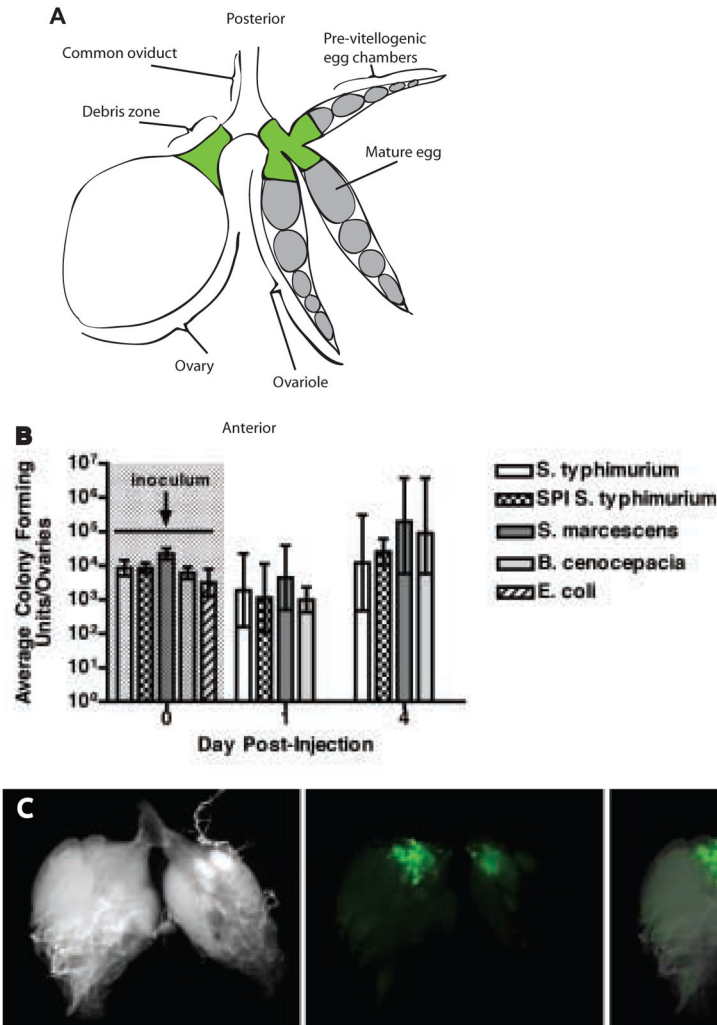 A
Posterior
Common oviduct
Pre-vitellogenic
egg chambers
Debris zone
Mature egg
Ovary
Ovariole
Anterior
B
Average Colony Forming
Units/Ovaries
10⁷
10⁶
10⁵
10⁴
10³
10²
10¹
10⁰
inoculum
0
1
4
Day Post-Injection
S. typhimurium
SPI S. typhimurium
S. marcescens
B. cenocepacia
E. coli
C